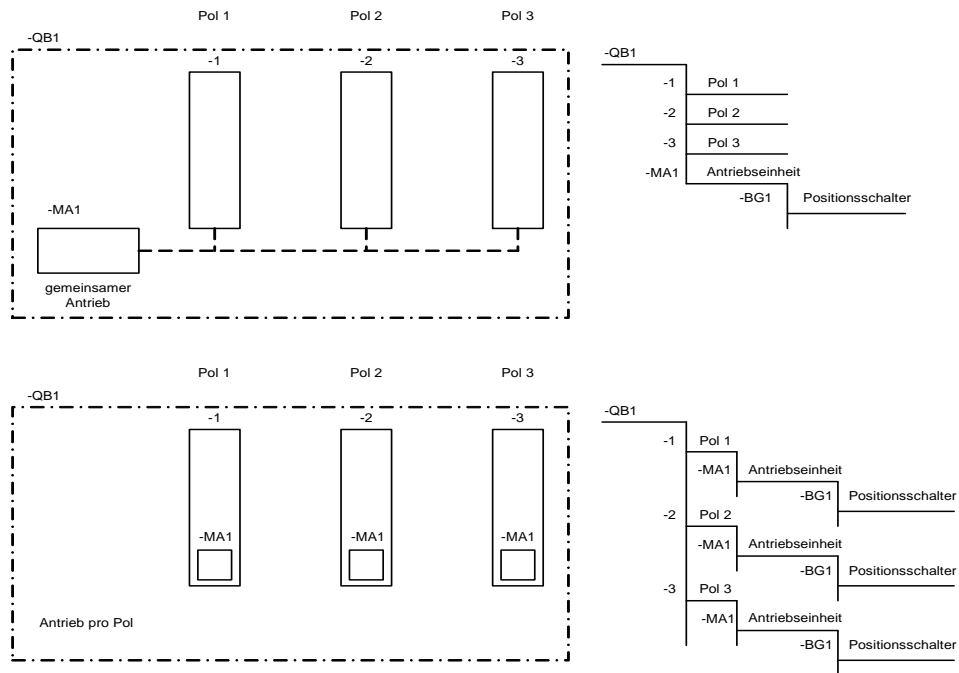 Pol 1 Pol 2 Pol 3
-QB1
-1 -2 -3
-MA1
gemeinsamer
Antrieb
-QB1
-1 Pol 1
-2 Pol 2
-3 Pol 3
-MA1 Antriebseinheit
-BG1 Positionsschalter
Pol 1 Pol 2 Pol 3
-QB1
-1 -2 -3
-MA1 -MA1 -MA1
Antrieb pro Pol
-QB1
-1 Pol 1
-MA1 Antriebseinheit
-BG1 Positionsschalter
-2 Pol 2
-MA1 Antriebseinheit
-BG1 Positionsschalter
-3 Pol 3
-MA1 Antriebseinheit
-BG1 Positionsschalter